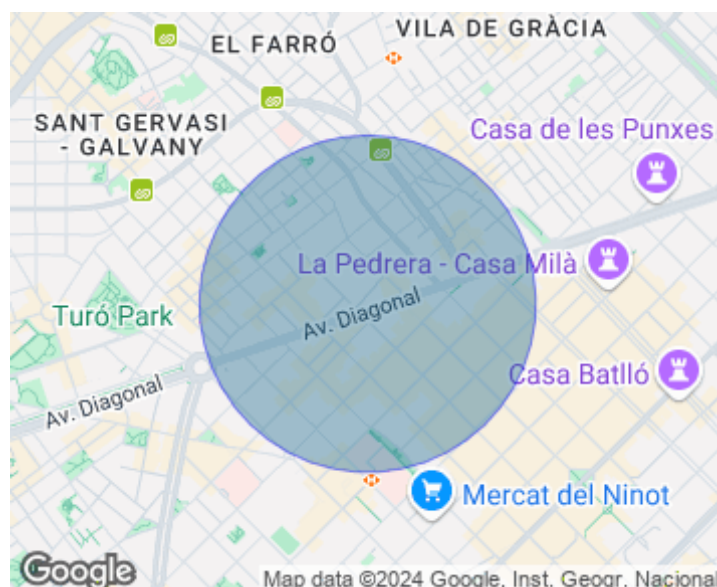 VILA DE GRÀCIA
EL FARRÓ
SANT GERVASI
- GALVANY
Casa de les Punxes
La Pedrera - Casa Milà
Turó Park
Av. Diagonal
Casa Batlló
Av. Diagonal
Mercat del Ninot
Google
Map data ©2024 Google, Inst. Geogr. Nacional